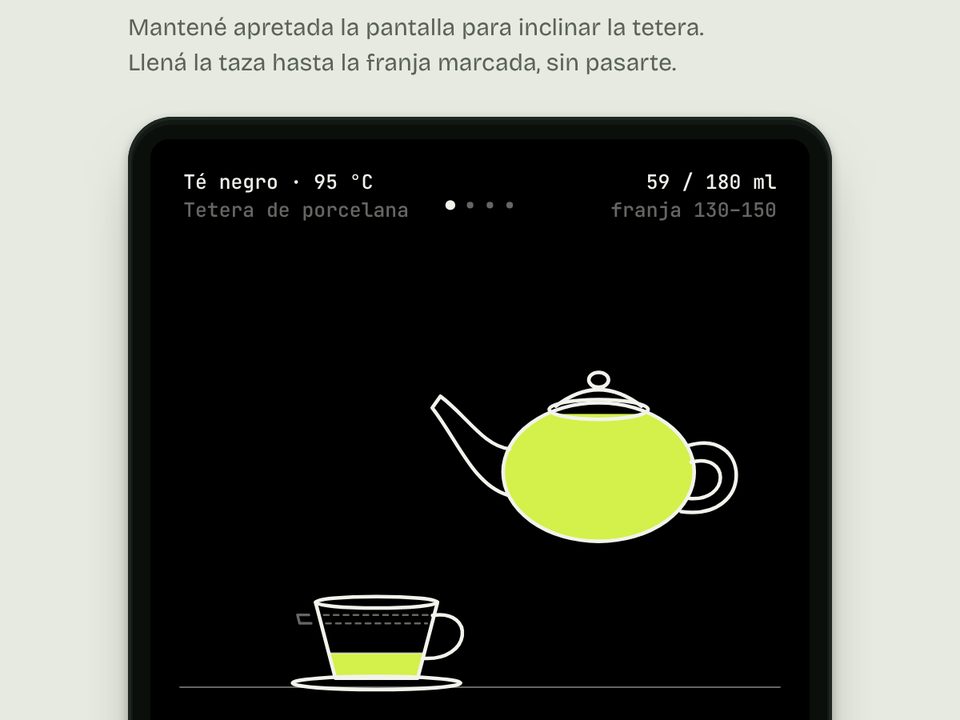 Mantené apretada la pantalla para inclinar la tetera.
Llená la taza hasta la franja marcada, sin pasarte.
Té negro · 95 °C
59 / 180 ml
Tetera de porcelana
franja 130–150